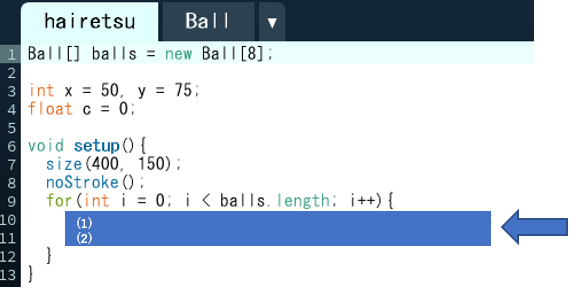 hairetsu Ball ▼
1 Ball[] balls = new Ball[8];
2
3 int x = 50, y = 75;
4 float c = 0;
5
6 void setup(){
7 size(400, 150);
8 noStroke();
9 for(int i = 0; i < balls.length; i++){
10 (1)
11 (2)
12 }
13 }